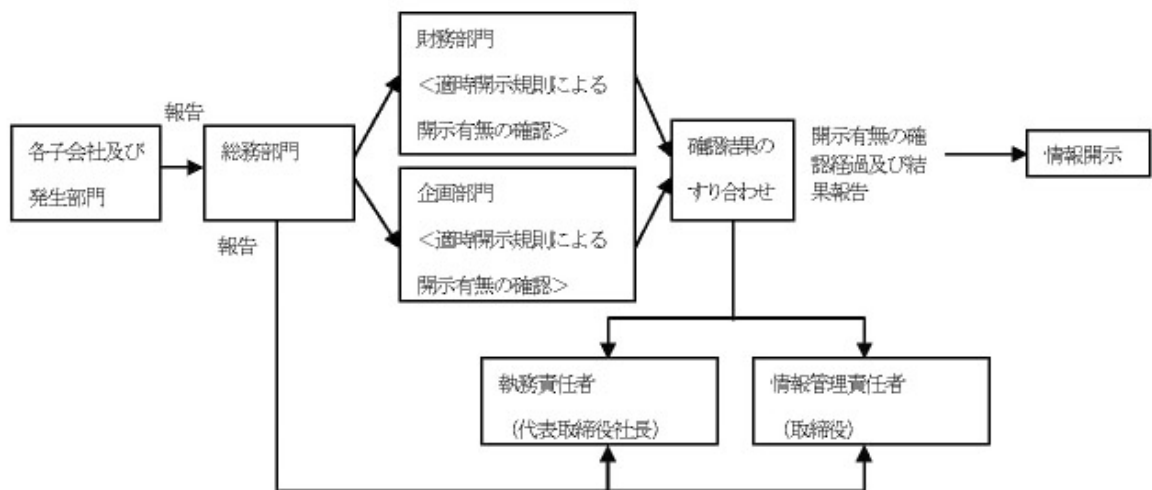 報告
各子会社及び
発生部門
総務部門
報告
財務部門
＜適時開示規則による
開示有無の確認＞
企画部門
＜適時開示規則による
開示有無の確認＞
確認結果の
すり合わせ
開示有無の確
認経過及び結
果報告
情報開示
執務責任者
（代表取締役社長）
情報管理責任者
（取締役）